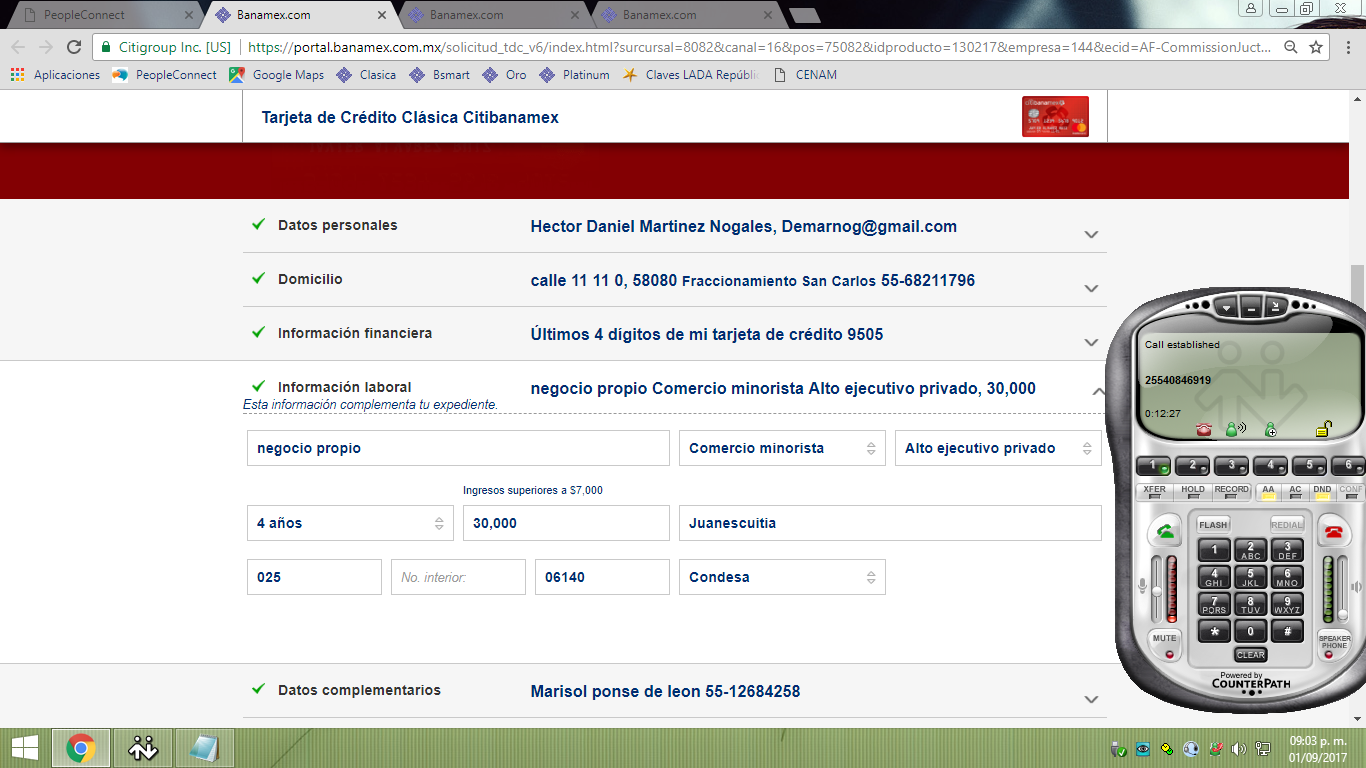 PeopleConnect
Banamex.com
Banamex.com
Banamex.com
Citigroup Inc. [US] https://portal.banamex.com.mx/solicitud_tdc_v6/index.html?surcursal=8082&canal=16&pos=75082&idproducto=130217&empresa=144&ecid=AF-CommissionJuct...
Aplicaciones PeopleConnect Google Maps Clasica Bsmart Oro Platinum Claves LADA Repúblic CENAM
Tarjeta de Crédito Clásica Citibanamex
Datos personales Hector Daniel Martinez Nogales, Demarnog@gmail.com
Domicilio calle 11 11 0, 58080 Fraccionamiento San Carlos 55-68211796
Información financiera Últimos 4 dígitos de mi tarjeta de crédito 9505
Información laboral negocio propio Comercio minorista Alto ejecutivo privado, 30,000
Esta información complementa tu expediente.
negocio propio Comercio minorista Alto ejecutivo privado
Ingresos superiores a $7,000
4 años 30,000 Juanescuitia
025 No. interior: 06140 Condesa
Datos complementarios Marisol ponse de leon 55-12684258
Call established
25540846919
0:12:27
1 2 3 4 5 6
XFER HOLD RECORD AA AC DND CONF
FLASH REDIAL
1 2 ABC 3 DEF
4 GHI 5 JKL 6 MNO
7 PQRS 8 TUV 9 WXYZ
* 0 #
MUTE CLEAR SPEAKER PHONE
Powered by
COUNTERPATH
09:03 p. m.
01/09/2017